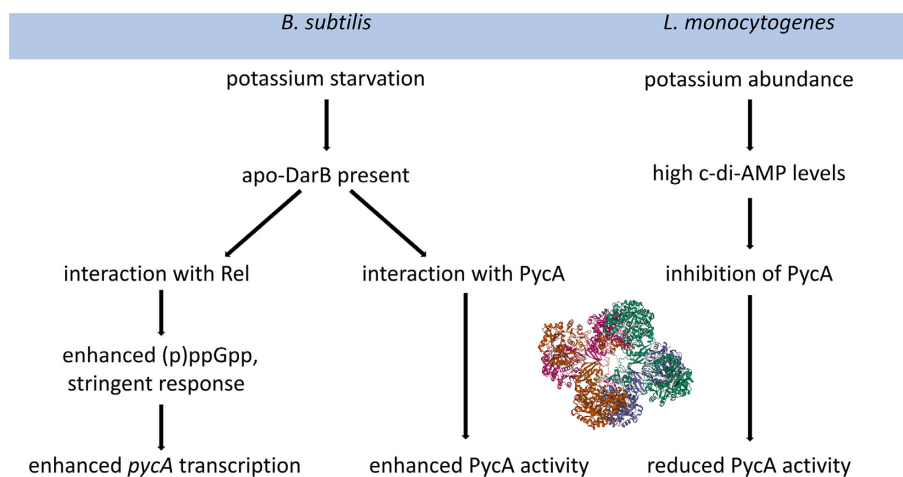 B. subtilis
L. monocytogenes
potassium starvation
potassium abundance
apo-DarB present
high c-di-AMP levels
interaction with Rel
interaction with PycA
inhibition of PycA
enhanced (p)ppGpp,
stringent response
enhanced pycA transcription
enhanced PycA activity
reduced PycA activity